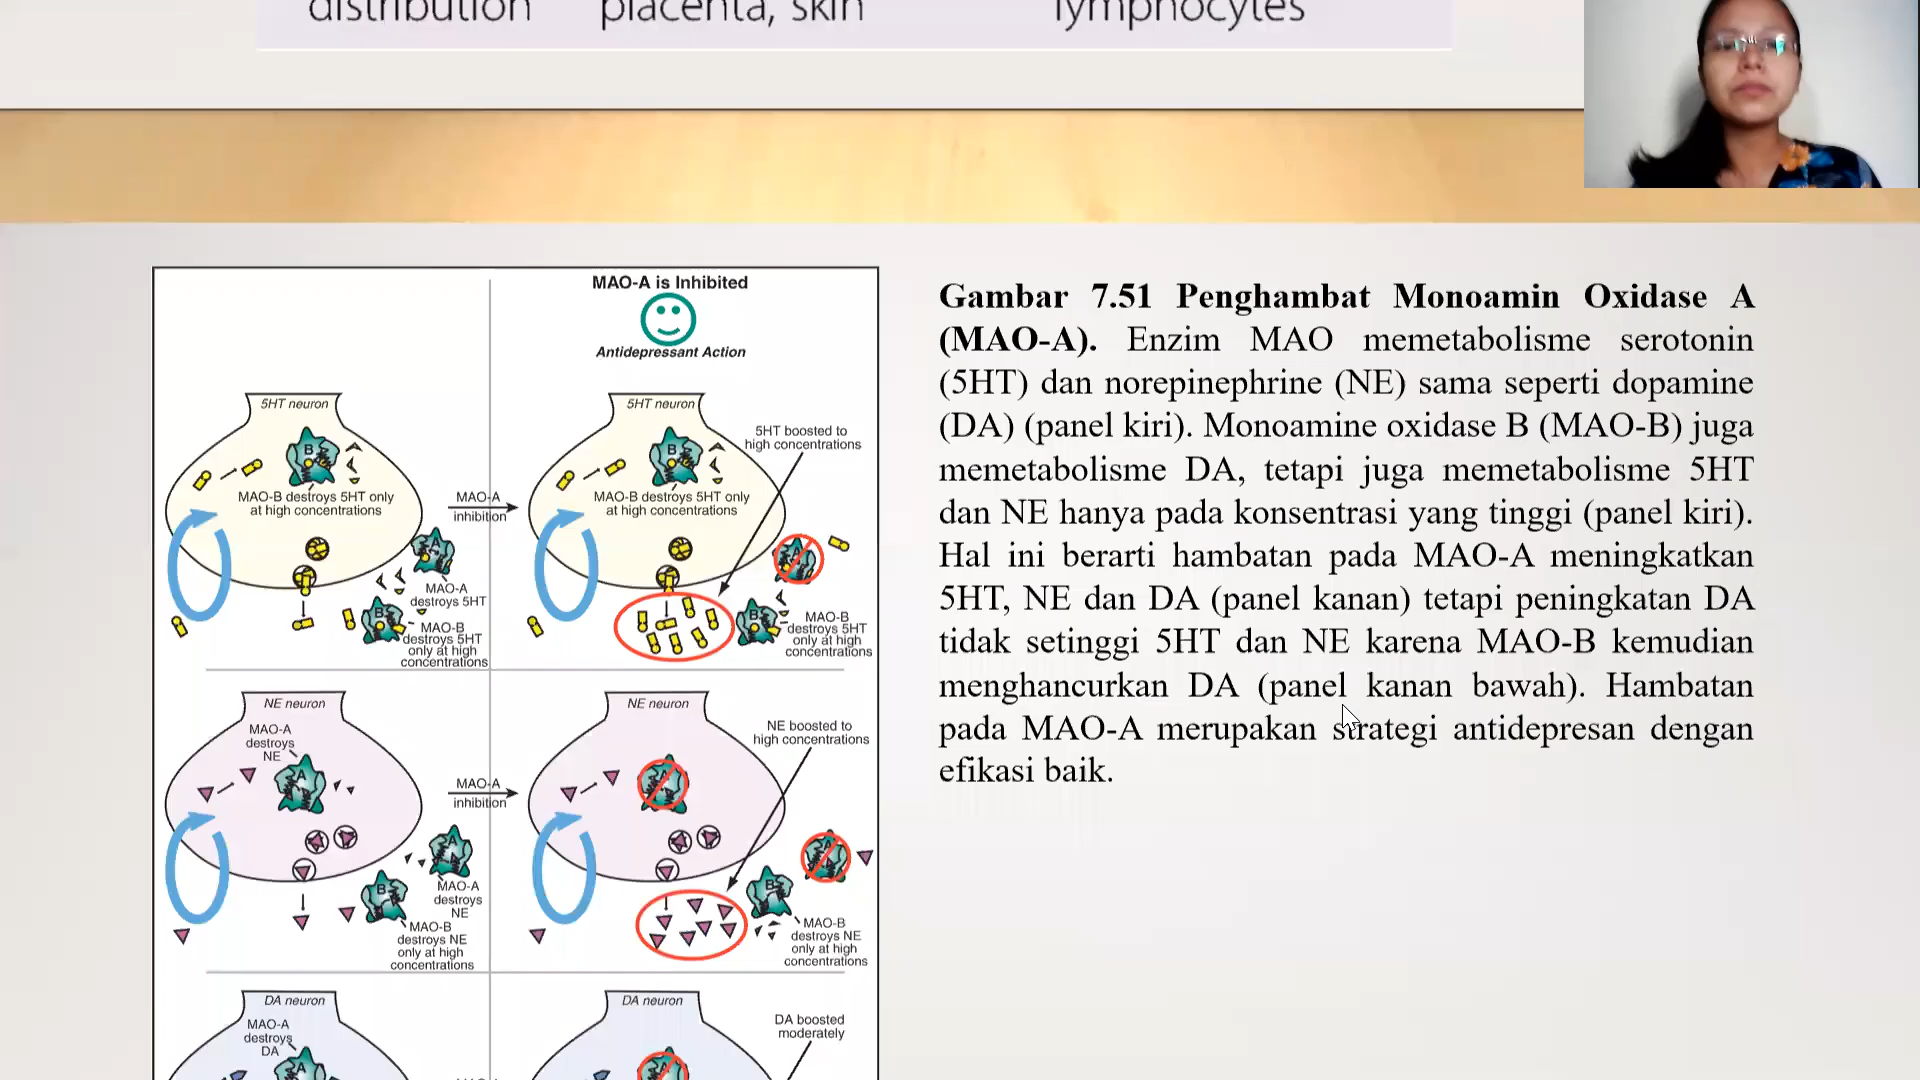 distribution placenta, skin lymphocytes
MAO-A is Inhibited
Antidepressant Action
5HT neuron
B
MAO-B destroys 5HT only
at high concentrations
MAO-A
inhibition
A
MAO-A
destroys 5HT
B
MAO-B
destroys 5HT
only at high
concentrations
5HT neuron
5HT boosted to
high concentrations
B
MAO-B destroys 5HT only
at high concentrations
A
B
MAO-B
destroys 5HT
only at high
concentrations
NE neuron
MAO-A
destroys
NE
A
MAO-A
inhibition
A
MAO-A
destroys
NE
B
MAO-B
destroys NE
only at high
concentrations
NE neuron
NE boosted to
high concentrations
A
A
B
MAO-B
destroys NE
only at high
concentrations
DA neuron
MAO-A
destroys
DA
A
DA neuron
DA boosted
moderately
Gambar 7.51 Penghambat Monoamin Oxidase A
(MAO-A). Enzim MAO memetabolisme serotonin
(5HT) dan norepinephrine (NE) sama seperti dopamine
(DA) (panel kiri). Monoamine oxidase B (MAO-B) juga
memetabolisme DA, tetapi juga memetabolisme 5HT
dan NE hanya pada konsentrasi yang tinggi (panel kiri).
Hal ini berarti hambatan pada MAO-A meningkatkan
5HT, NE dan DA (panel kanan) tetapi peningkatan DA
tidak setinggi 5HT dan NE karena MAO-B kemudian
menghancurkan DA (panel kanan bawah). Hambatan
pada MAO-A merupakan strategi antidepresan dengan
efikasi baik.